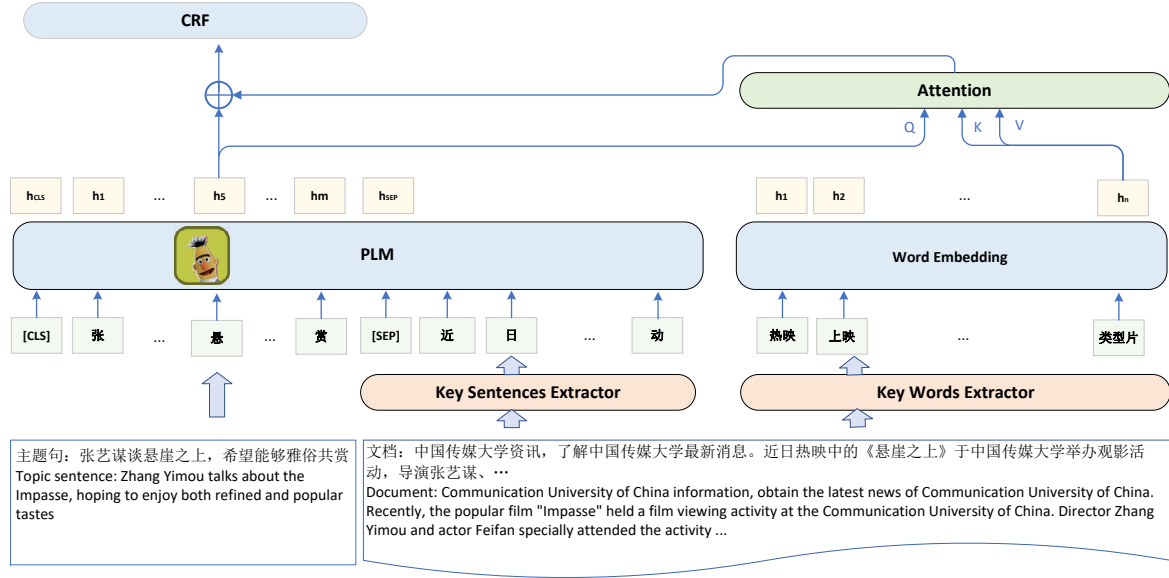 CRF
Attention
Q K V
hCLS h1 ... h5 ... hm hSEP h1 h2 ... hn
PLM Word Embedding
[CLS] 张 ... 悬 ... 赏 [SEP] 近 日 ... 动 热映 上映 ... 类型片
Key Sentences Extractor Key Words Extractor
主题句：张艺谋谈悬崖之上，希望能够雅俗共赏
Topic sentence: Zhang Yimou talks about the
Impasse, hoping to enjoy both refined and popular
tastes
文档：中国传媒大学资讯，了解中国传媒大学最新消息。近日热映中的《悬崖之上》于中国传媒大学举办观影活
动，导演张艺谋、…
Document: Communication University of China information, obtain the latest news of Communication University of China.
Recently, the popular film "Impasse" held a film viewing activity at the Communication University of China. Director Zhang
Yimou and actor Feifan specially attended the activity ...